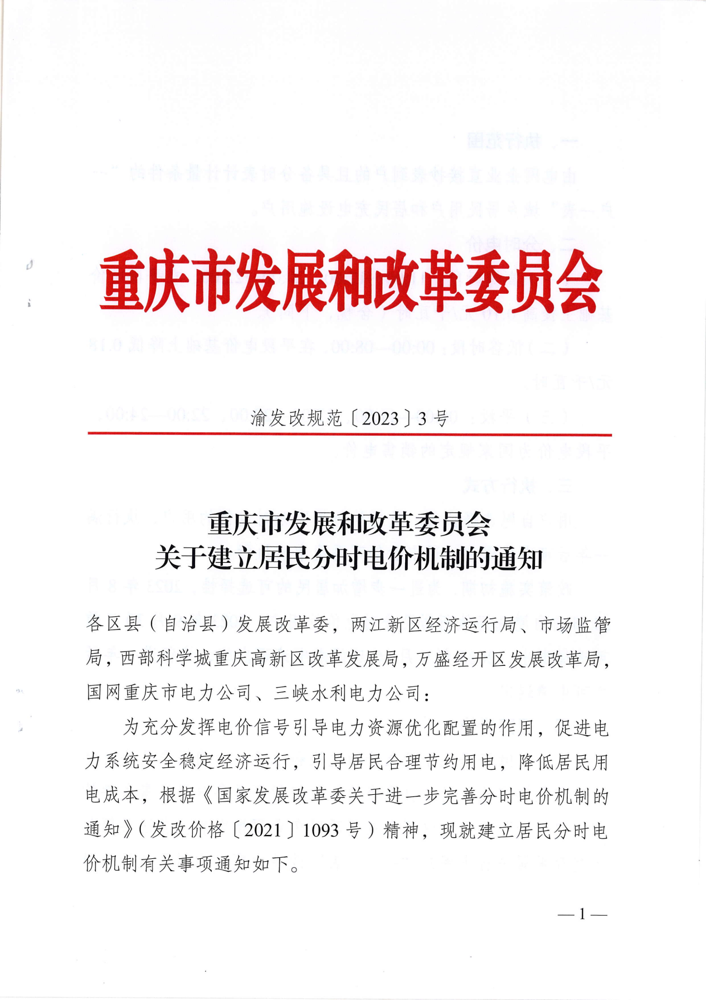 重庆市发展和改革委员会
渝发改规范〔2023〕3号
重庆市发展和改革委员会
关于建立居民分时电价机制的通知
各区县（自治县）发展改革委，两江新区经济运行局、市场监管
局，西部科学城重庆高新区改革发展局，万盛经开区发展改革局，
国网重庆市电力公司、三峡水利电力公司：
为充分发挥电价信号引导电力资源优化配置的作用，促进电
力系统安全稳定经济运行，引导居民合理节约用电，降低居民用
电成本，根据《国家发展改革委关于进一步完善分时电价机制的
通知》（发改价格〔2021〕1093号）精神，现就建立居民分时电
价机制有关事项通知如下。
— 1 —